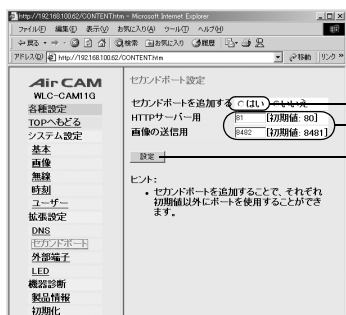 http://192.168.100.62/CONTENT.htm - Microsoft Internet Explorer
ファイル(F) 編集(E) 表示(V) お気に入り(A) ツール(T) ヘルプ(H)
戻る 検索 お気に入り 履歴
アドレス(D) http://192.168.100.62/CONTENT.htm 移動 リンク »
Air CAM
WLC-CAM11G
各種設定
TOPへもどる
システム設定
基本
画像
無線
時刻
ユーザー
拡張設定
DNS
セカンドポート
外部端子
LED
機器診断
製品情報
初期化
セカンドポート設定
セカンドポートを追加する はい いいえ
HTTPサーバー用 81 [初期値: 80]
画像の送信用 8482 [初期値: 8481]
設定
ヒント:
• セカンドポートを追加することで、それぞれ
初期値以外にポートを使用することができ
ます。